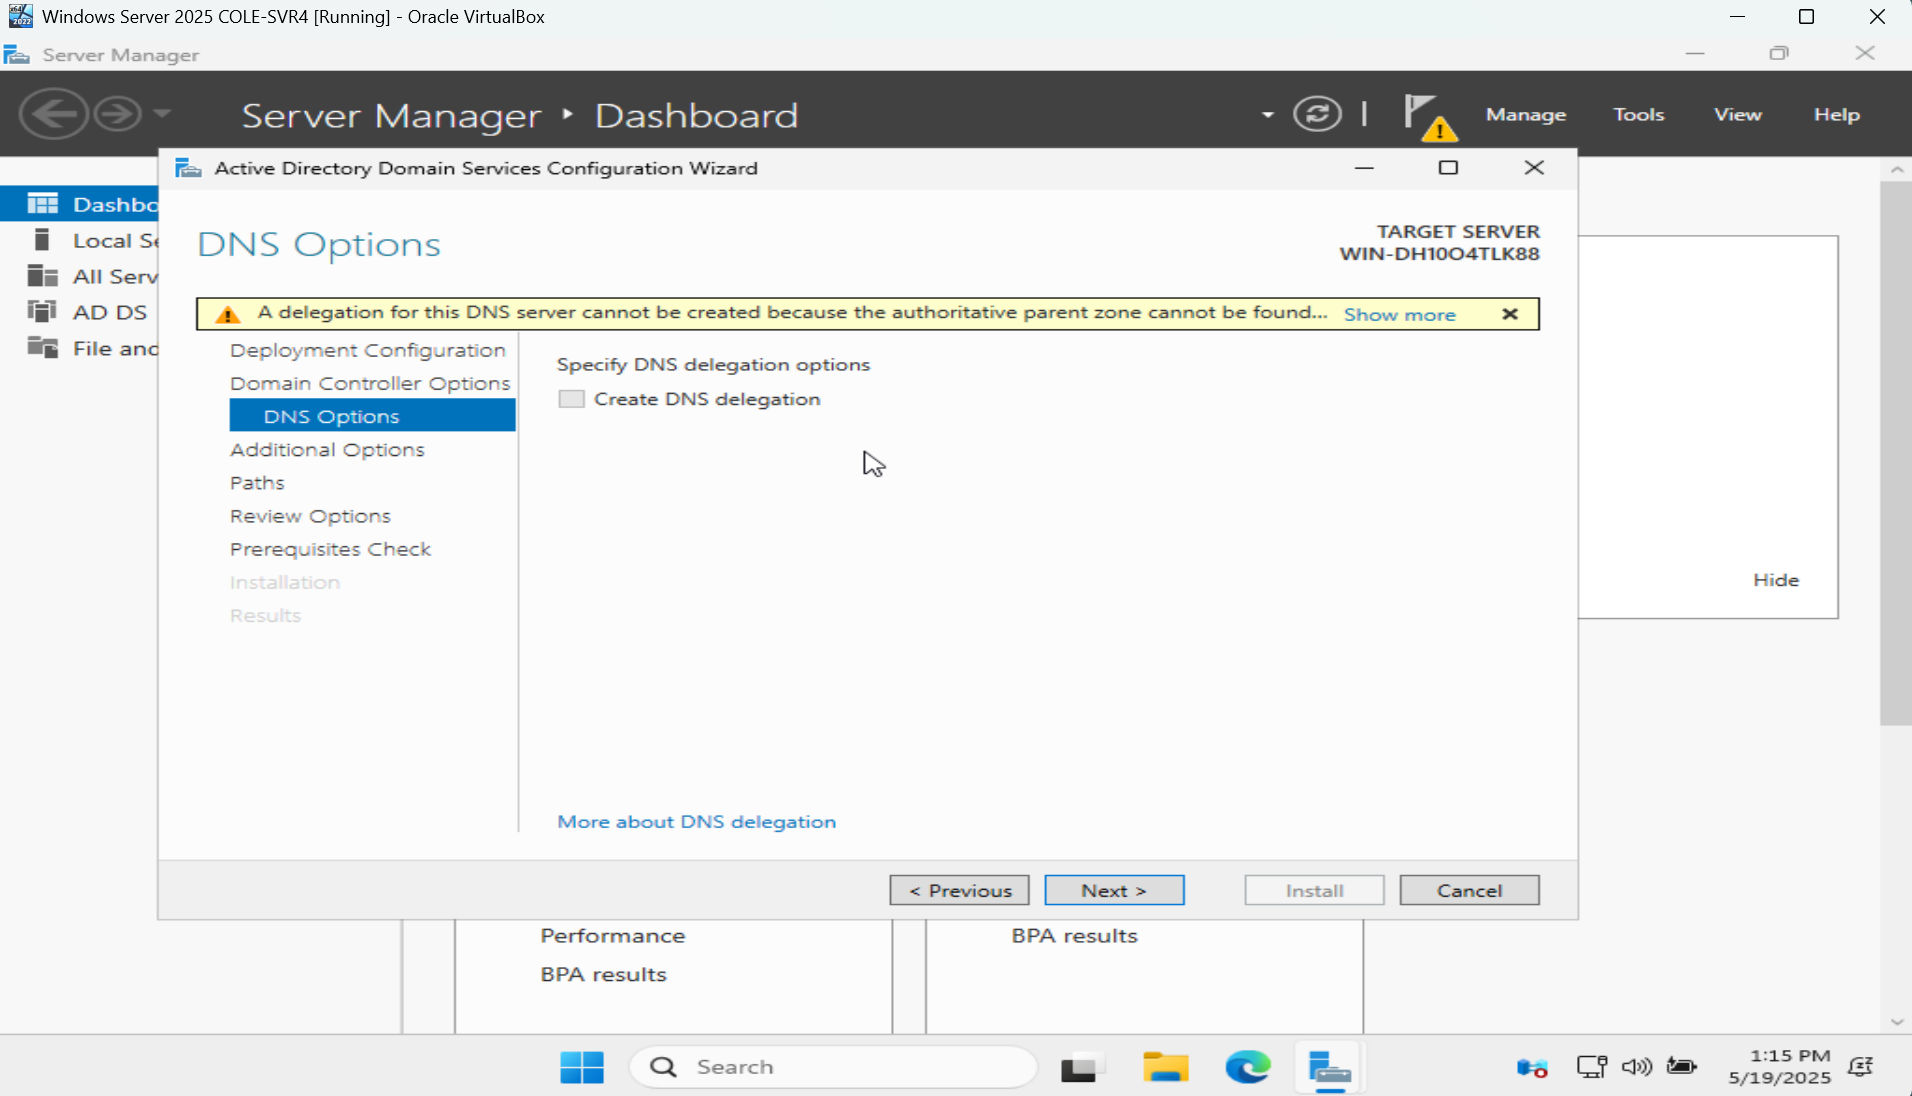 Windows Server 2025 COLE-SVR4 [Running] - Oracle VirtualBox
Server Manager
Server Manager ‣ Dashboard
Manage Tools View Help
Active Directory Domain Services Configuration Wizard
Dashbo
Local Se
All Serv
AD DS
File and
DNS Options
TARGET SERVER
WIN-DH10O4TLK88
A delegation for this DNS server cannot be created because the authoritative parent zone cannot be found... Show more
Deployment Configuration
Domain Controller Options
DNS Options
Additional Options
Paths
Review Options
Prerequisites Check
Installation
Results
Specify DNS delegation options
Create DNS delegation
More about DNS delegation
Hide
< Previous Next > Install Cancel
Performance
BPA results
BPA results
Search
1:15 PM
5/19/2025